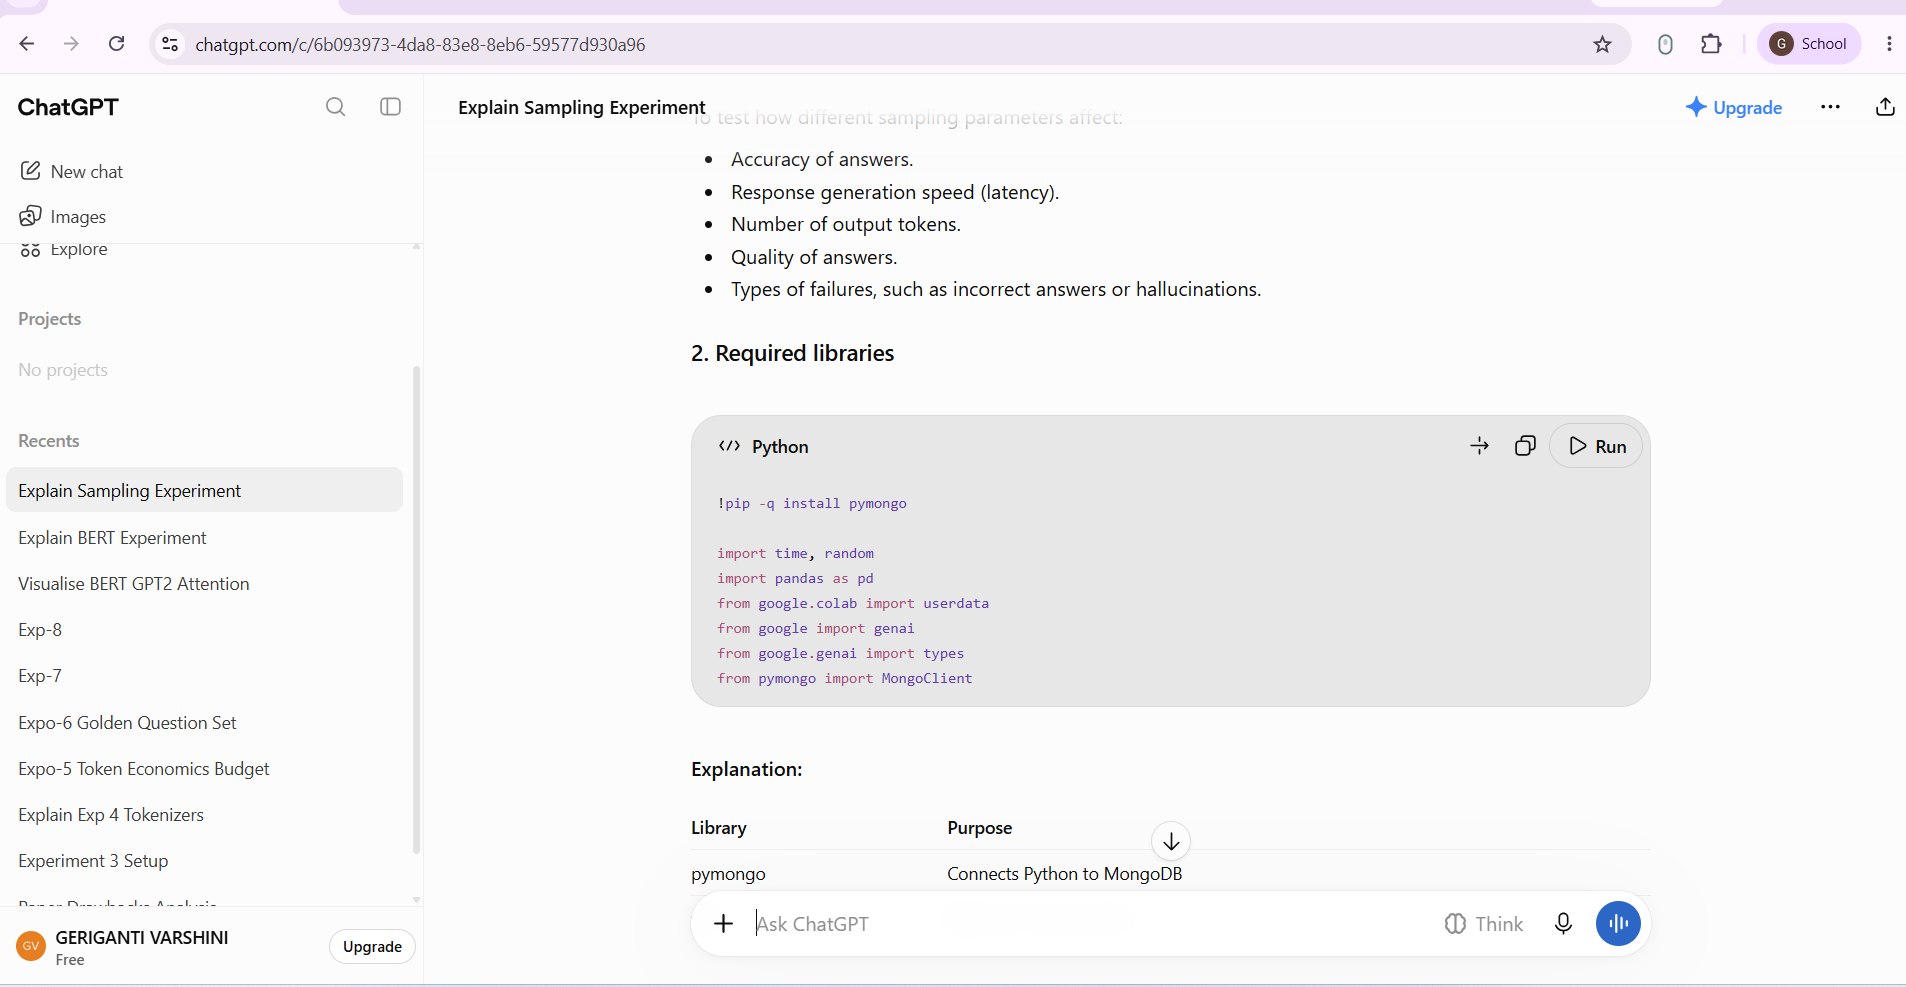 chatgpt.com/c/6b093973-4da8-83e8-8eb6-59577d930a96
G School
ChatGPT
New chat
Images
Explore
Projects
No projects
Recents
Explain Sampling Experiment
Explain BERT Experiment
Visualise BERT GPT2 Attention
Exp-8
Exp-7
Expo-6 Golden Question Set
Expo-5 Token Economics Budget
Explain Exp 4 Tokenizers
Experiment 3 Setup
Paper Drawbacks Analysis
GV
GERIGANTI VARSHINI
Free
Upgrade
Explain Sampling Experiment
Upgrade
To test how different sampling parameters affect:
• Accuracy of answers.
• Response generation speed (latency).
• Number of output tokens.
• Quality of answers.
• Types of failures, such as incorrect answers or hallucinations.
2. Required libraries
</> Python
Run
!pip -q install pymongo
import time, random
import pandas as pd
from google.colab import userdata
from google import genai
from google.genai import types
from pymongo import MongoClient
Explanation:
Library Purpose
pymongo Connects Python to MongoDB
Ask ChatGPT
Think